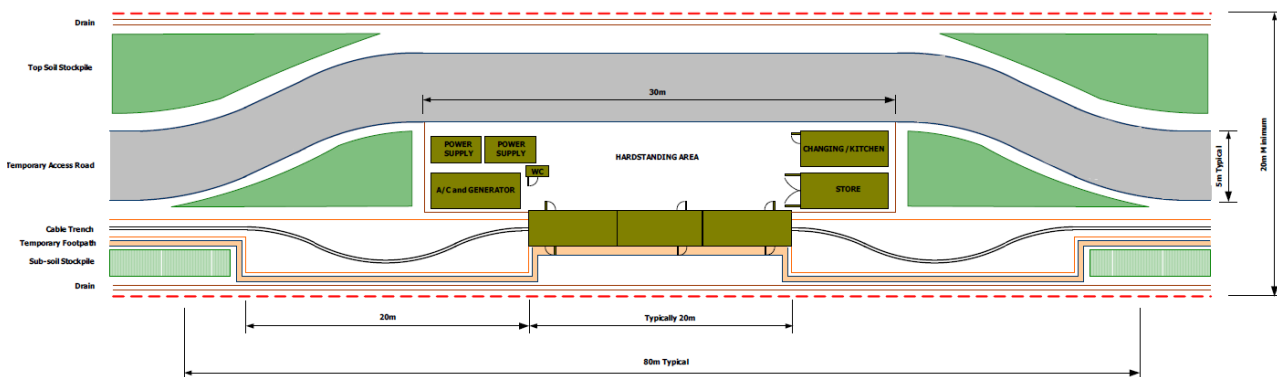 Drain
Top Soil Stockpile
30m
Temporary Access Road
POWER
SUPPLY
POWER
SUPPLY
HARDSTANDING AREA
CHANGING/KITCHEN
WC
A/C and GENERATOR
STORE
5m Typical
20m Minimum
Cable Trench
Temporary Footpath
Sub-soil Stockpile
Drain
20m
Typically 20m
80m Typical